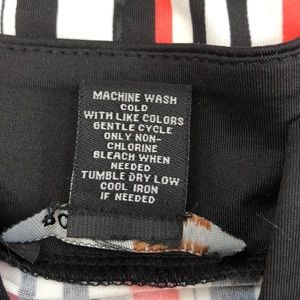 MACHINE WASH
COLD
WITH LIKE COLORS
GENTLE CYCLE
ONLY NON-
CHLORINE
BLEACH WHEN
NEEDED
TUMBLE DRY LOW
COOL IRON
IF NEEDED